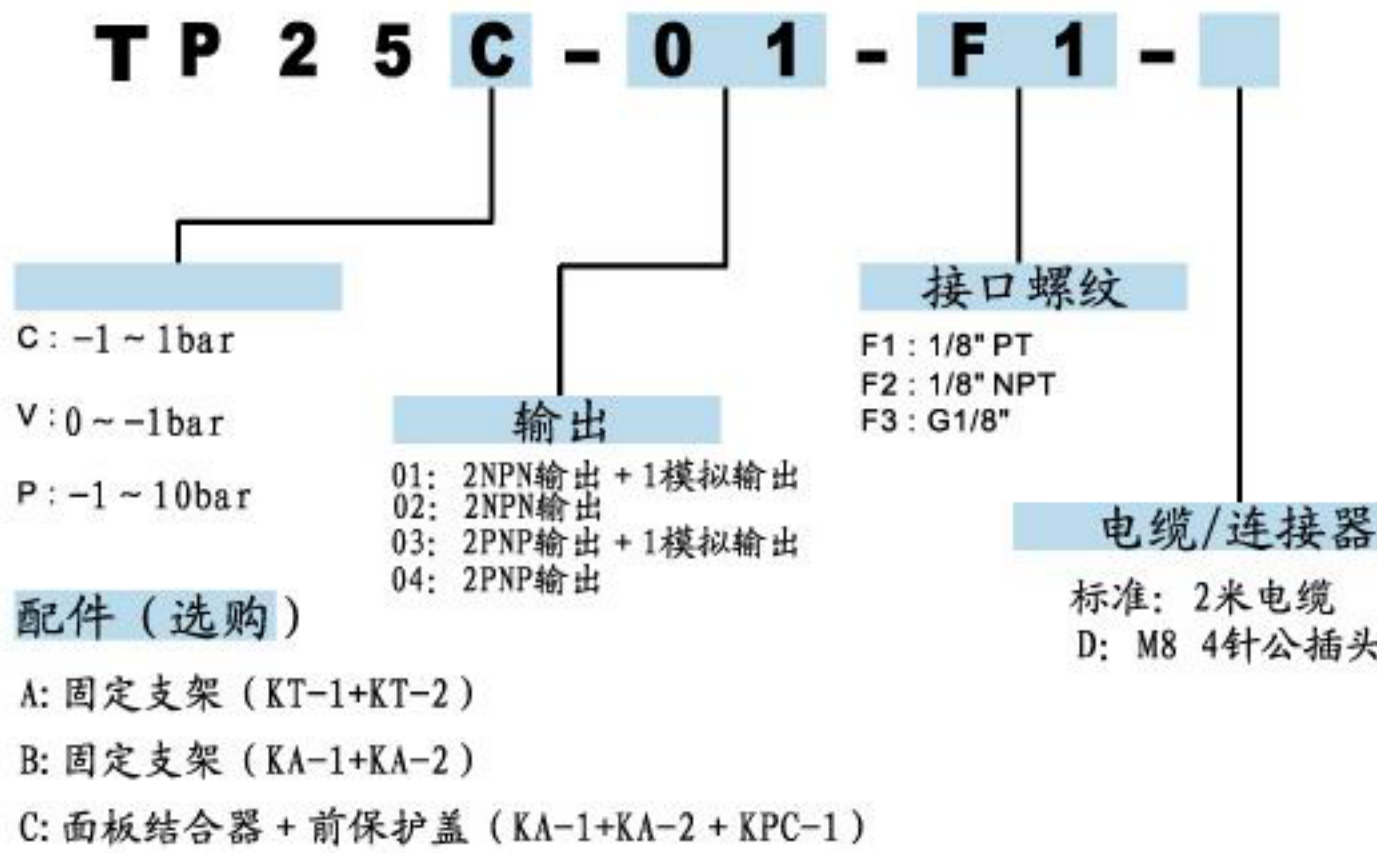 TP25C-01-F1-
接口螺纹
F1 : 1/8" PT
F2 : 1/8" NPT
F3 : G1/8"
C : -1 ~ 1bar
V : 0 ~ -1bar
P : -1 ~ 10bar
输出
01: 2NPN输出 + 1模拟输出
02: 2NPN输出
03: 2PNP输出 + 1模拟输出
04: 2PNP输出
电缆/连接器
标准: 2米电缆
D: M8 4针公插头
配件 ( 选购 )
A: 固定支架 ( KT-1+KT-2 )
B: 固定支架 ( KA-1+KA-2 )
C: 面板结合器 + 前保护盖 ( KA-1+KA-2 + KPC-1 )